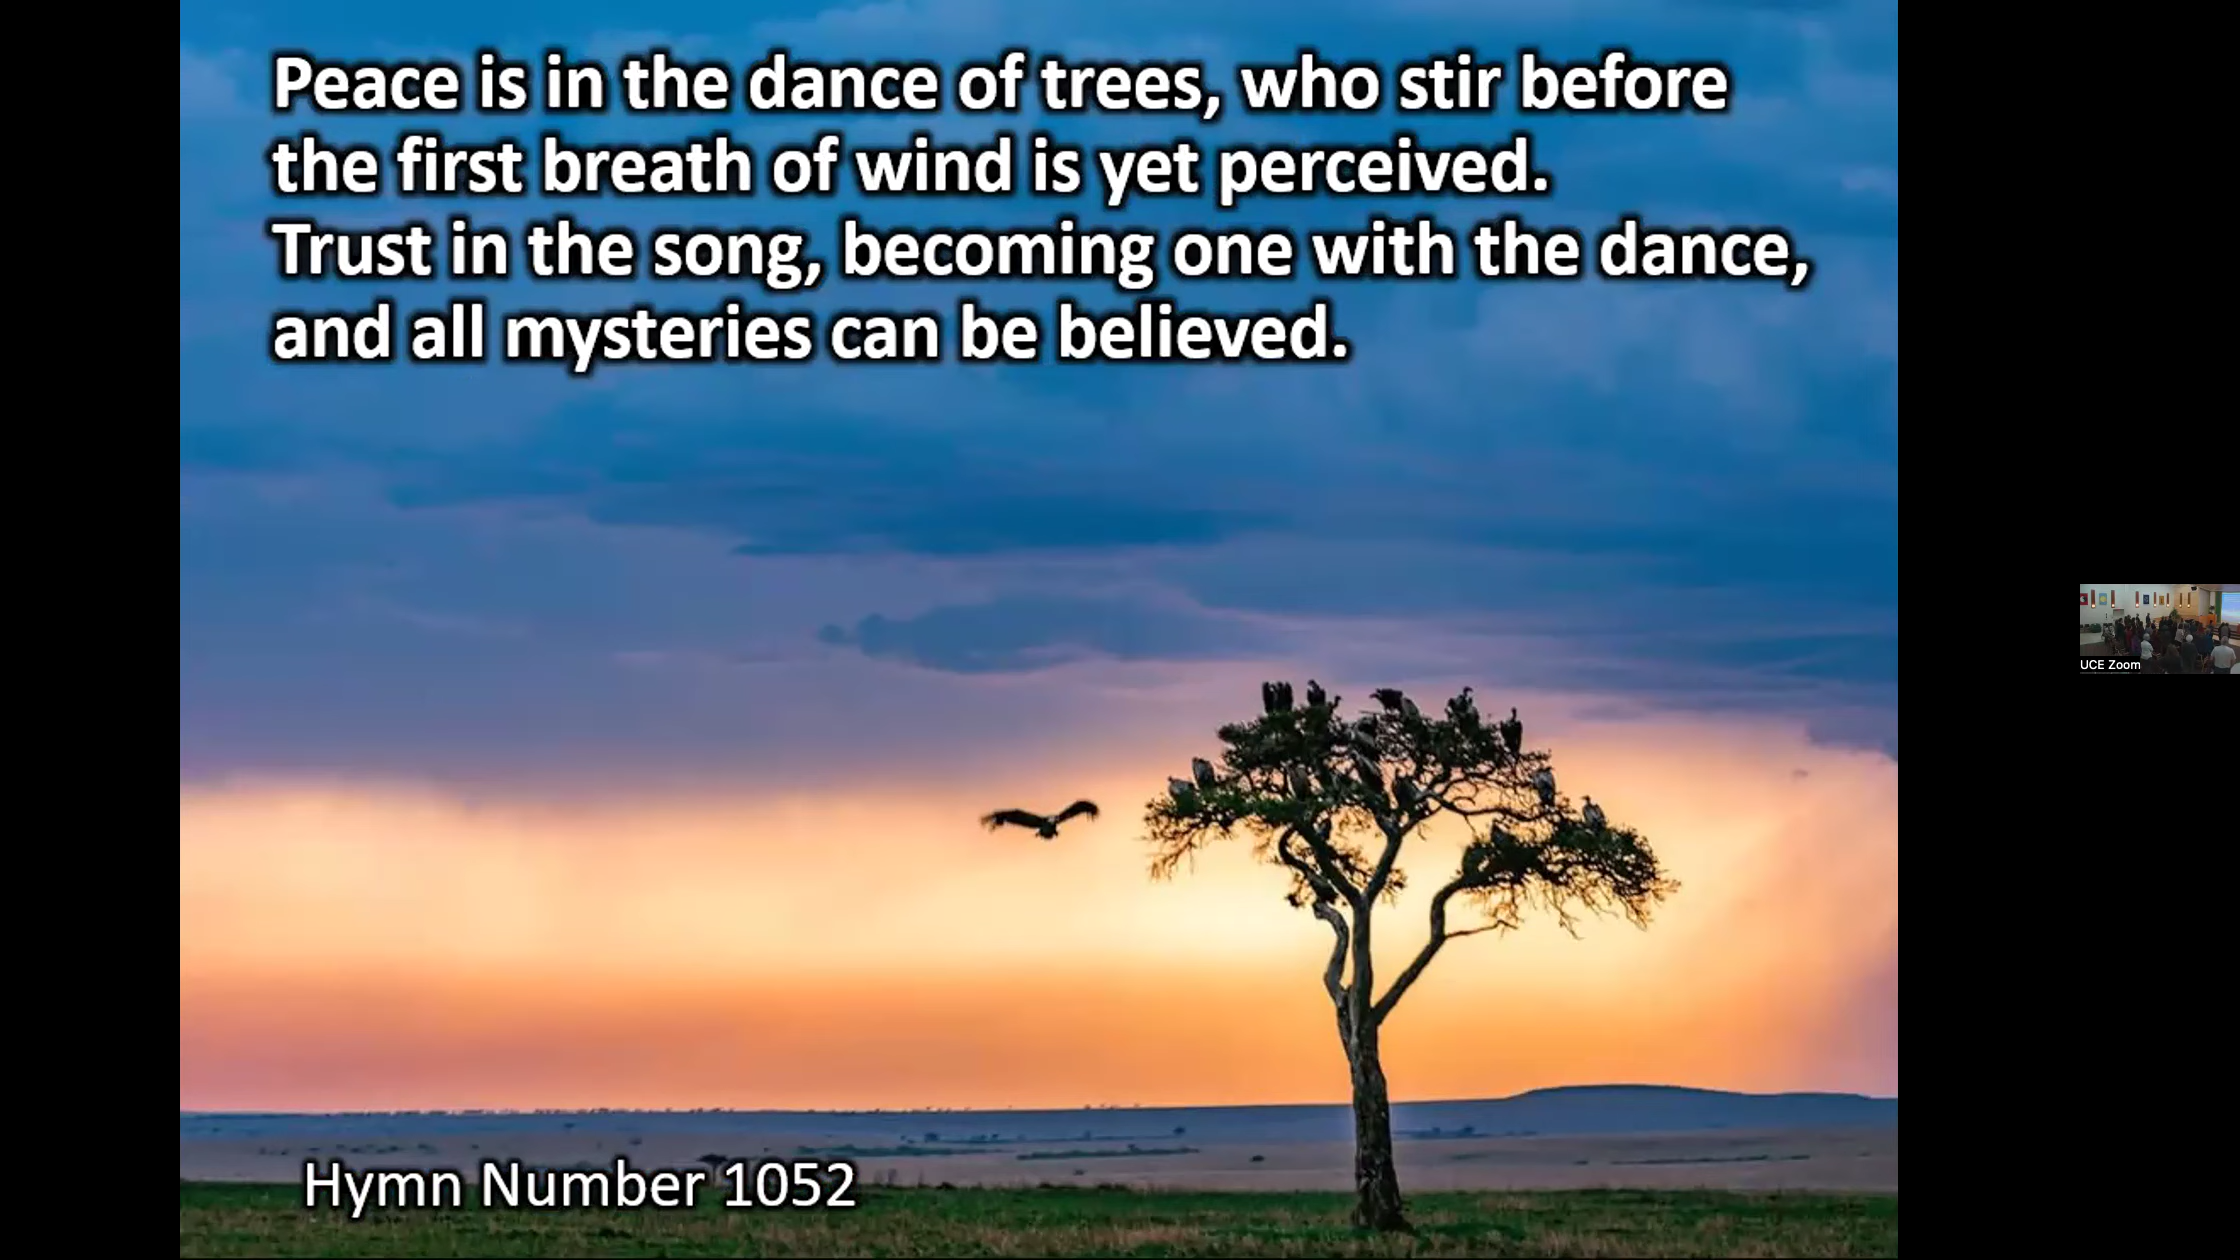 Peace is in the dance of trees, who stir before
the first breath of wind is yet perceived.
Trust in the song, becoming one with the dance,
and all mysteries can be believed.
Hymn Number 1052
UCE Zoom